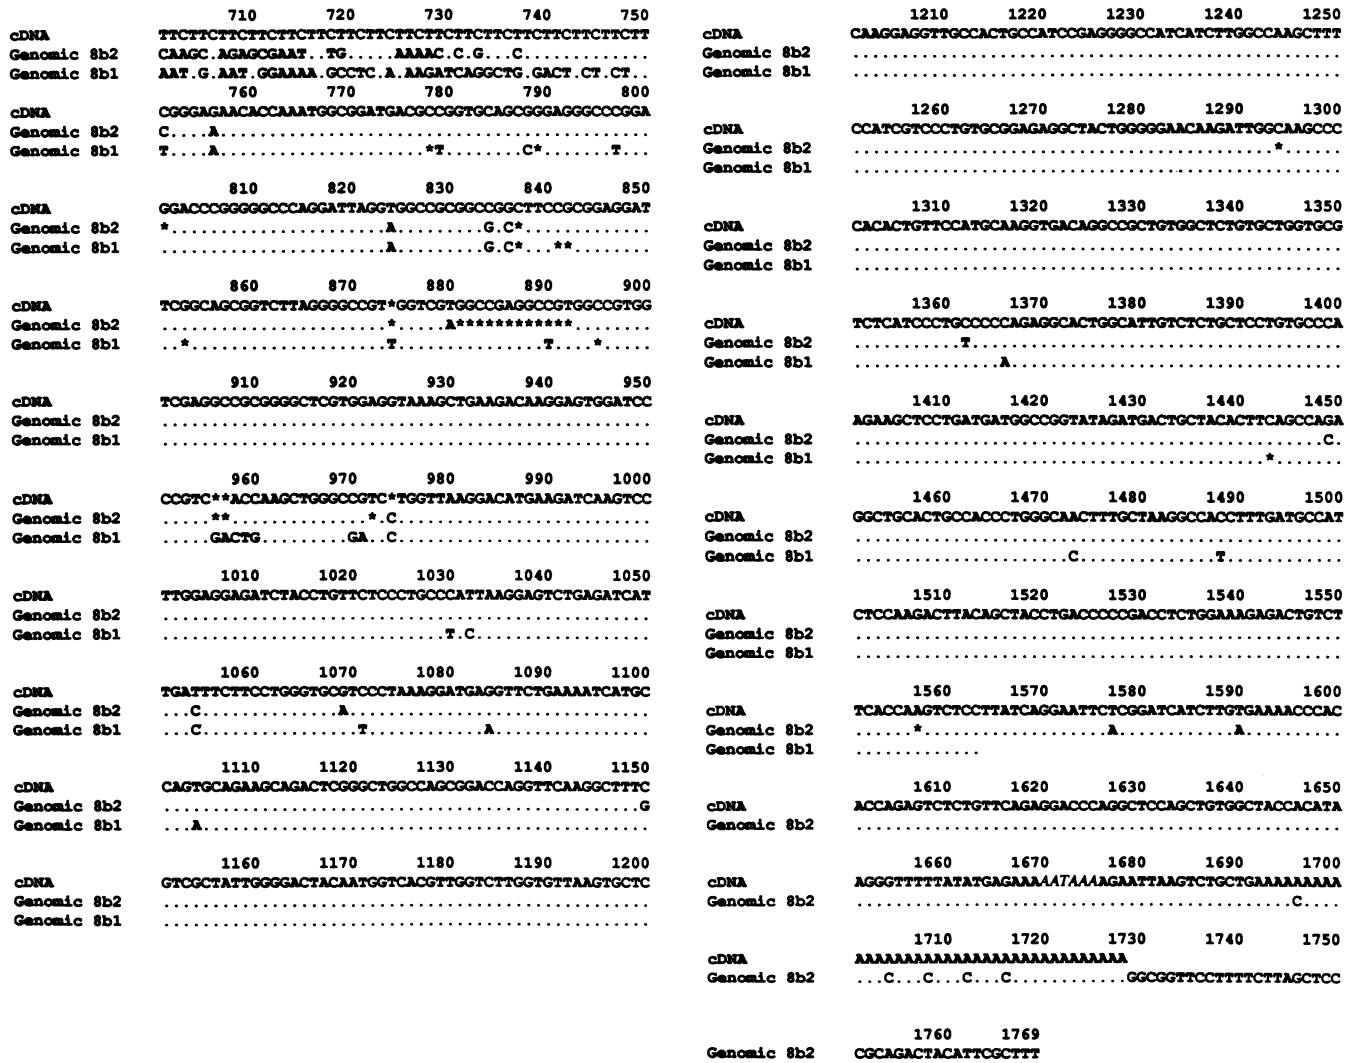 710 720 730 740 750
cDNA TTCTTCTTCTTCTTCTTCTTCTTCTTCTTCTTCTTCTTCTTCTTCTTCTT
Genomic 8b2 CAAGC.AGAGCGAAT..TG.....AAAAC.C.G...C.............
Genomic 8b1 AAT.G.AAT.GGAAAA.GCCTC.A.AAGATCAGGCTG.GACT.CT.CT..
760 770 780 790 800
cDNA CGGGAGAACACCAAATGGCGGATGACGCCGGTGCAGCGGGAGGGCCCGGA
Genomic 8b2 C....A............................................
Genomic 8b1 T....A.....................*T........C*.......T...
810 820 830 840 850
cDNA GGACCCGGGGGCCCAGGATTAGGTGGCCGCGGCCGGCTTCCGCGGAGGAT
Genomic 8b2 *......................A.........G.C*.............
Genomic 8b1 .......................A.........G.C*...**........
860 870 880 890 900
cDNA TCGGCAGCGGTCTTAGGGGCCGT*GGTCGTGGCCGAGGCCGTGGCCGTGG
Genomic 8b2 .......................*.....A************........
Genomic 8b1 ..*....................T...............T....*.....
910 920 930 940 950
cDNA TCGAGGCCGCGGGGCTCGTGGAGGTAAAGCTGAAGACAAGGAGTGGATCC
Genomic 8b2 ..................................................
Genomic 8b1 ..................................................
960 970 980 990 1000
cDNA CCGTC**ACCAAGCTGGGCCGTC*TGGTTAAGGACATGAAGATCAAGTCC
Genomic 8b2 .....**..............*.C..........................
Genomic 8b1 .....GACTG.........GA..C..........................
1010 1020 1030 1040 1050
cDNA TTGGAGGAGATCTACCTGTTCTCCCTGCCCATTAAGGAGTCTGAGATCAT
Genomic 8b2 ..................................................
Genomic 8b1 .............................T.C..................
1060 1070 1080 1090 1100
cDNA TGATTTCTTCCTGGGTGCGTCCCTAAAGGATGAGGTTCTGAAAATCATGC
Genomic 8b2 ...C..............A...............................
Genomic 8b1 ...C................T............A................
1110 1120 1130 1140 1150
cDNA CAGTGCAGAAGCAGACTCGGGCTGGCCAGCGGACCAGGTTCAAGGCTTTC
Genomic 8b2 .................................................G
Genomic 8b1 ...A..............................................
1160 1170 1180 1190 1200
cDNA GTCGCTATTGGGGACTACAATGGTCACGTTGGTCTTGGTGTTAAGTGCTC
Genomic 8b2 ..................................................
Genomic 8b1 ..................................................
1210 1220 1230 1240 1250
cDNA CAAGGAGGTTGCCACTGCCATCCGAGGGGCCATCATCTTGGCCAAGCTTT
Genomic 8b2 ..................................................
Genomic 8b1 ..................................................
1260 1270 1280 1290 1300
cDNA CCATCGTCCCTGTGCGGAGAGGCTACTGGGGGAACAAGATTGGCAAGCCC
Genomic 8b2 ...........................................*......
Genomic 8b1 ..................................................
1310 1320 1330 1340 1350
cDNA CACACTGTTCCATGCAAGGTGACAGGCCGCTGTGGCTCTGTGCTGGTGCG
Genomic 8b2 ..................................................
Genomic 8b1 ..................................................
1360 1370 1380 1390 1400
cDNA TCTCATCCCTGCCCCCAGAGGCACTGGCATTGTCTCTGCTCCTGTGCCCA
Genomic 8b2 ...........T......................................
Genomic 8b1 ...............A..................................
1410 1420 1430 1440 1450
cDNA AGAAGCTCCTGATGATGGCCGGTATAGATGACTGCTACACTTCAGCCAGA
Genomic 8b2 ................................................C.
Genomic 8b1 ..........................................*.......
1460 1470 1480 1490 1500
cDNA GGCTGCACTGCCACCCTGGGCAACTTTGCTAAGGCCACCTTTGATGCCAT
Genomic 8b2 ..................................................
Genomic 8b1 ......................C..............T............
1510 1520 1530 1540 1550
cDNA CTCCAAGACTTACAGCTACCTGACCCCCGACCTCTGGAAAGAGACTGTCT
Genomic 8b2 ..................................................
Genomic 8b1 ..................................................
1560 1570 1580 1590 1600
cDNA TCACCAAGTCTCCTTATCAGGAATTCTCGGATCATCTTGTGAAAACCCAC
Genomic 8b2 ......*...................A............A..........
Genomic 8b1 .............
1610 1620 1630 1640 1650
cDNA ACCAGAGTCTCTGTTCAGAGGACCCAGGCTCCAGCTGTGGCTACCACATA
Genomic 8b2 ..................................................
1660 1670 1680 1690 1700
cDNA AGGGTTTTTATATGAGAAAAATAAAAGAATTAAGTCTGCTGAAAAAAAAA
Genomic 8b2 .............................................C....
1710 1720 1730 1740 1750
cDNA AAAAAAAAAAAAAAAAAAAAAAAAAAAA
Genomic 8b2 ...C...C...C...C............GGCGGTTCCTTTTCTTAGCTCC
1760 1769
Genomic 8b2 CGCAGACTACATTCGCTTT